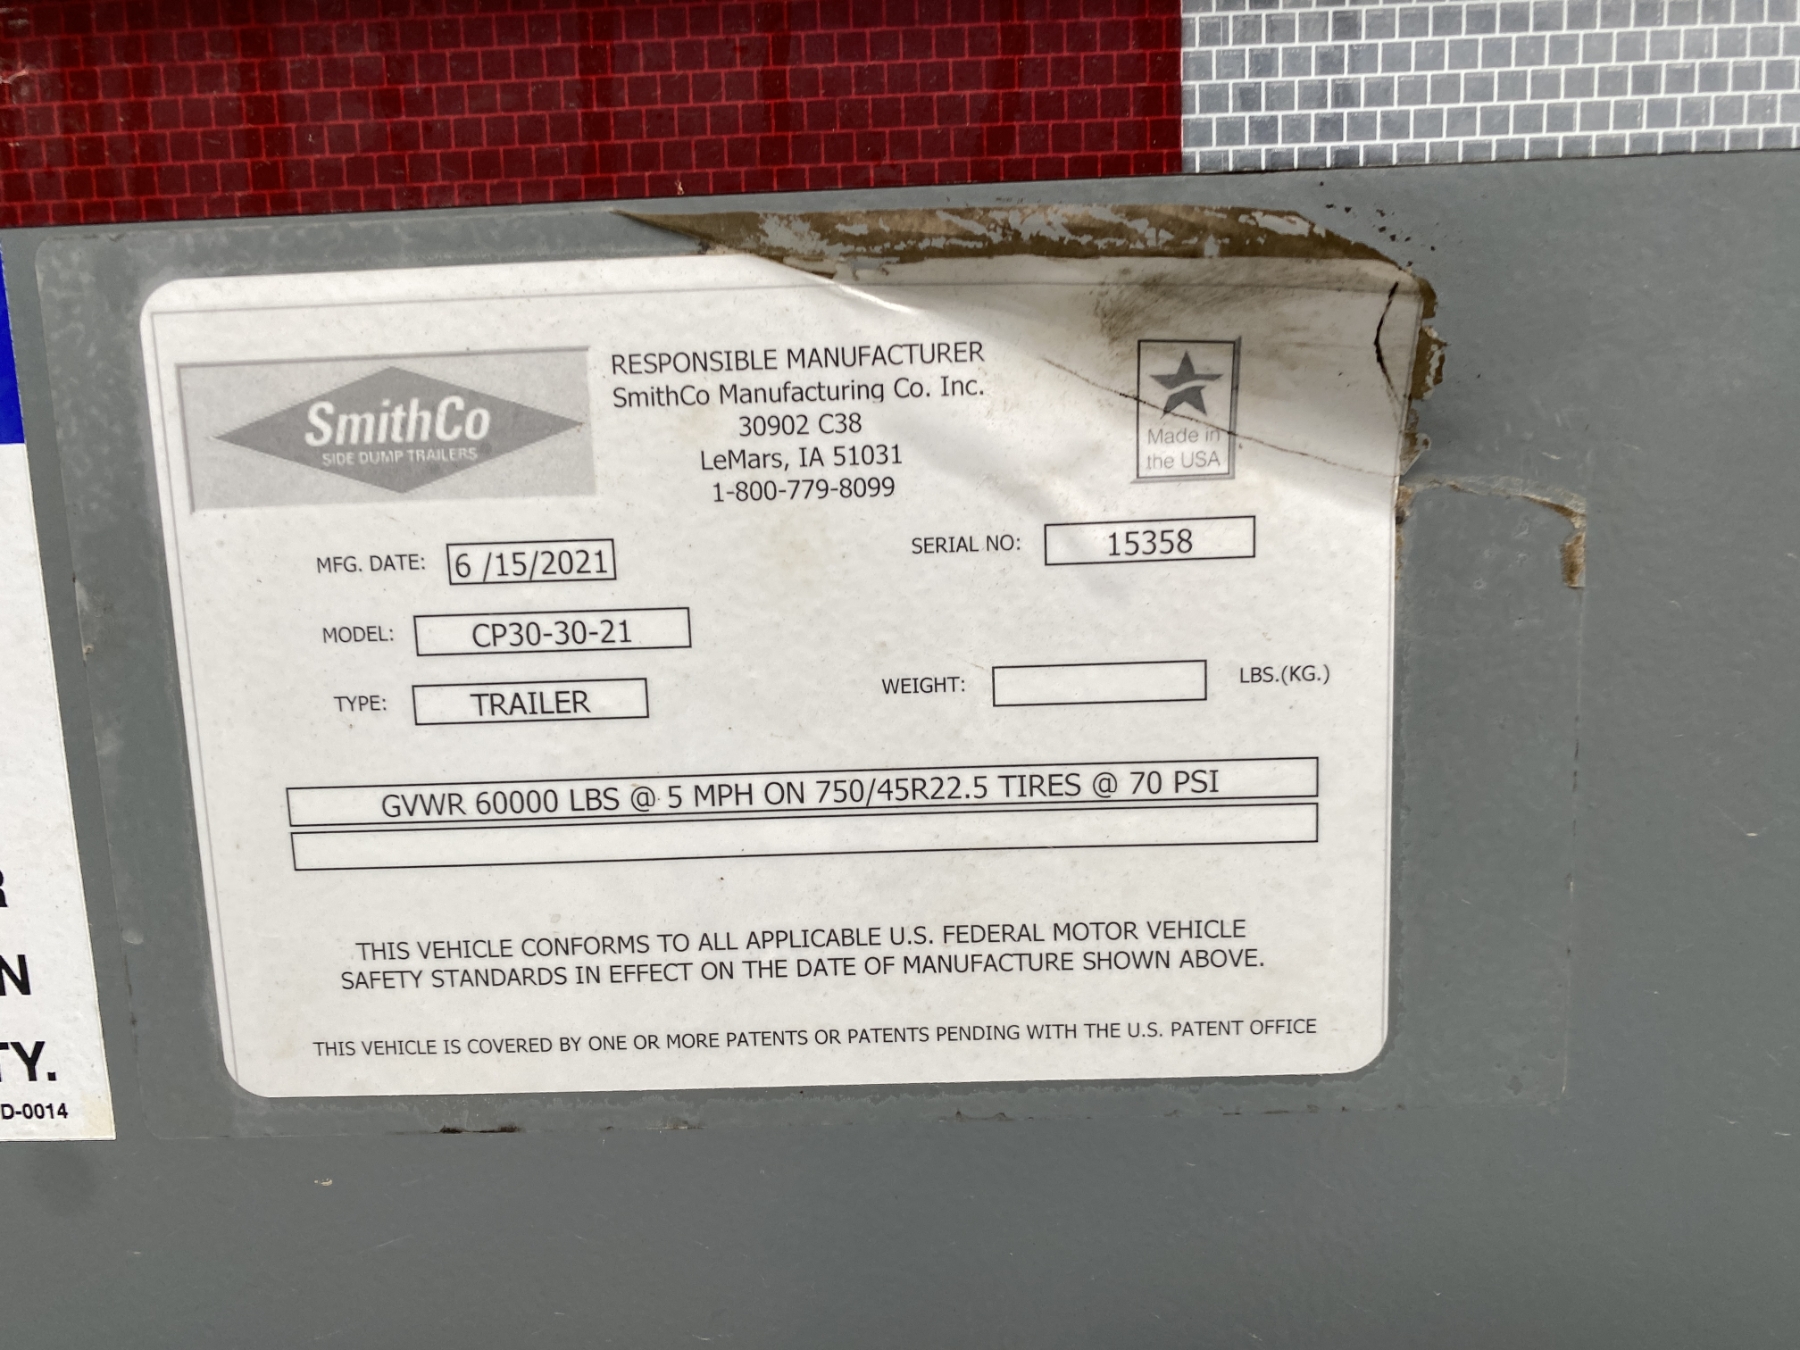 SmithCo
SIDE DUMP TRAILERS
RESPONSIBLE MANUFACTURER
SmithCo Manufacturing Co. Inc.
30902 C38
LeMars, IA 51031
1-800-779-8099
Made in
the USA
MFG. DATE: 6 /15/2021
SERIAL NO: 15358
MODEL: CP30-30-21
TYPE: TRAILER
WEIGHT: LBS.(KG.)
GVWR 60000 LBS @ 5 MPH ON 750/45R22.5 TIRES @ 70 PSI
THIS VEHICLE CONFORMS TO ALL APPLICABLE U.S. FEDERAL MOTOR VEHICLE
SAFETY STANDARDS IN EFFECT ON THE DATE OF MANUFACTURE SHOWN ABOVE.
THIS VEHICLE IS COVERED BY ONE OR MORE PATENTS OR PATENTS PENDING WITH THE U.S. PATENT OFFICE
N
TY.
D-0014